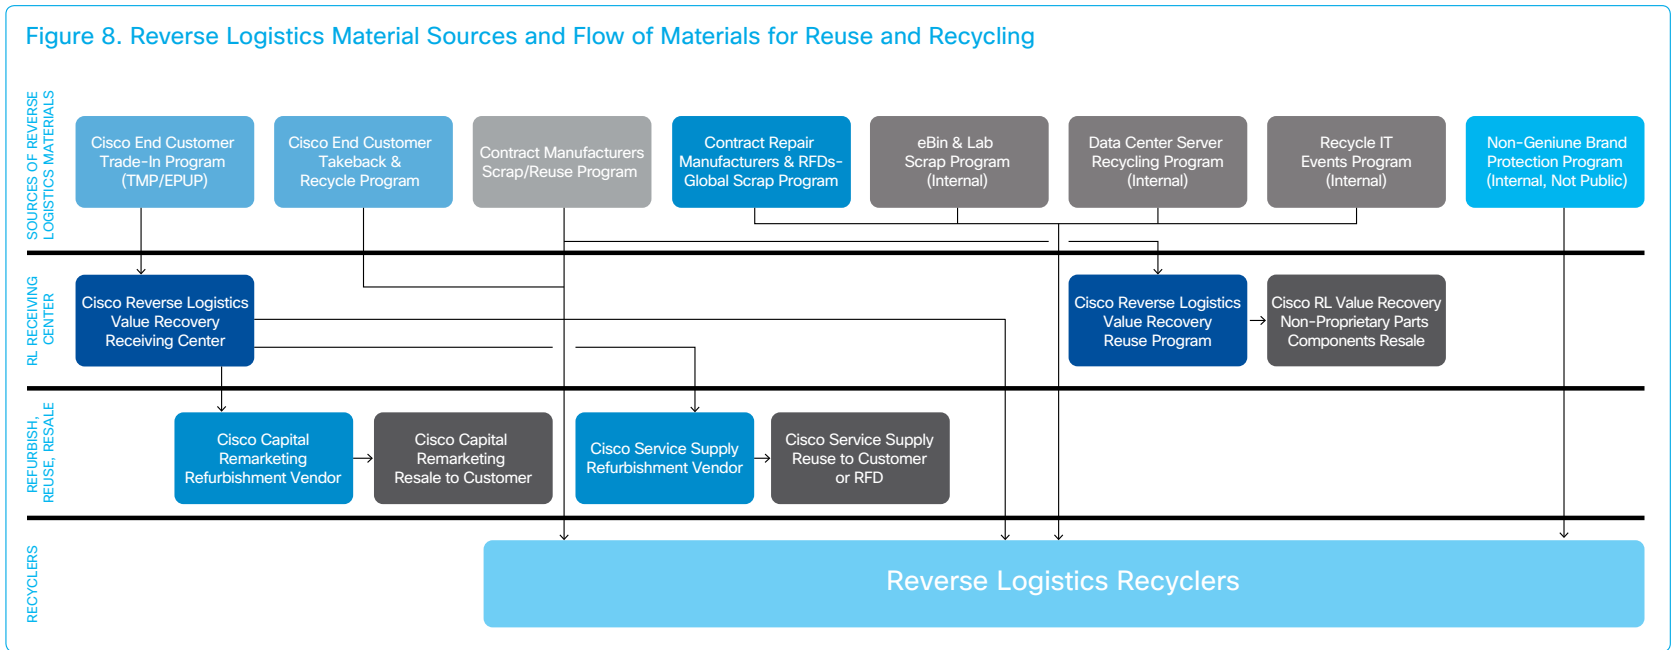 Figure 8. Reverse Logistics Material Sources and Flow of Materials for Reuse and Recycling
SOURCES OF REVERSE
LOGISTICS MATERIALS
Cisco End Customer
Trade-In Program
(TMP/EPUP)
Cisco End Customer
Takeback &
Recycle Program
Contract Manufacturers
Scrap/Reuse Program
Contract Repair
Manufacturers & RFDs-
Global Scrap Program
eBin & Lab
Scrap Program
(Internal)
Data Center Server
Recycling Program
(Internal)
Recycle IT
Events Program
(Internal)
Non-Geniune Brand
Protection Program
(Internal, Not Public)
RL RECEIVING
CENTER
Cisco Reverse Logistics
Value Recovery
Receiving Center
Cisco Reverse Logistics
Value Recovery
Reuse Program
Cisco RL Value Recovery
Non-Proprietary Parts
Components Resale
REFURBISH,
REUSE, RESALE
Cisco Capital
Remarketing
Refurbishment Vendor
Cisco Capital
Remarketing
Resale to Customer
Cisco Service Supply
Refurbishment Vendor
Cisco Service Supply
Reuse to Customer
or RFD
RECYCLERS
Reverse Logistics Recyclers